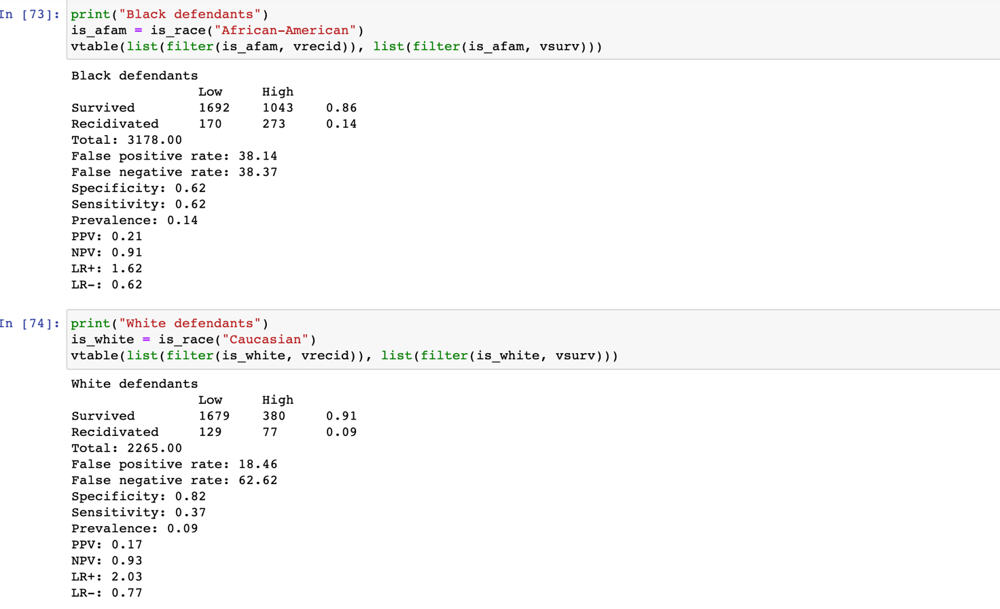 In [73]: print("Black defendants")
is_afam = is_race("African-American")
vtable(list(filter(is_afam, vrecid)), list(filter(is_afam, vsurv)))
Black defendants
Low High
Survived 1692 1043 0.86
Recidivated 170 273 0.14
Total: 3178.00
False positive rate: 38.14
False negative rate: 38.37
Specificity: 0.62
Sensitivity: 0.62
Prevalence: 0.14
PPV: 0.21
NPV: 0.91
LR+: 1.62
LR-: 0.62
In [74]: print("White defendants")
is_white = is_race("Caucasian")
vtable(list(filter(is_white, vrecid)), list(filter(is_white, vsurv)))
White defendants
Low High
Survived 1679 380 0.91
Recidivated 129 77 0.09
Total: 2265.00
False positive rate: 18.46
False negative rate: 62.62
Specificity: 0.82
Sensitivity: 0.37
Prevalence: 0.09
PPV: 0.17
NPV: 0.93
LR+: 2.03
LR-: 0.77